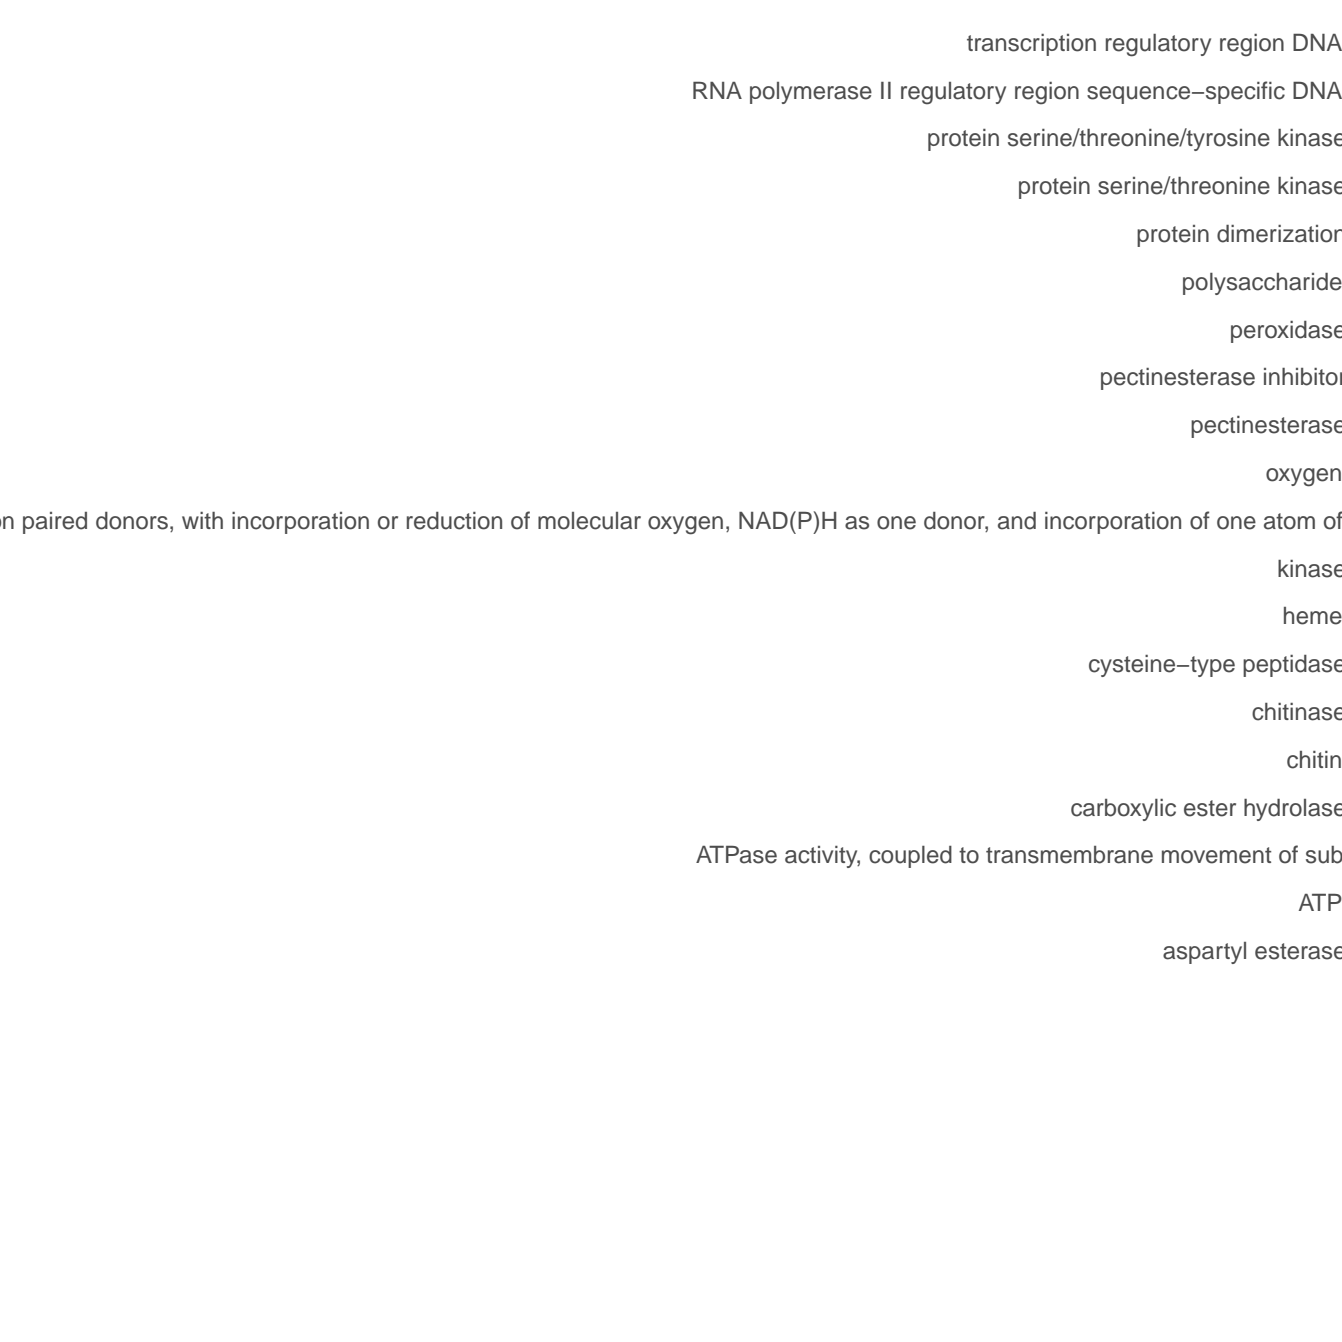 transcription regulatory region DNA
RNA polymerase II regulatory region sequence−specific DNA
protein serine/threonine/tyrosine kinase
protein serine/threonine kinase
protein dimerization
polysaccharide
peroxidase
pectinesterase inhibitor
pectinesterase
oxygen
on paired donors, with incorporation or reduction of molecular oxygen, NAD(P)H as one donor, and incorporation of one atom of
kinase
heme
cysteine−type peptidase
chitinase
chitin
carboxylic ester hydrolase
ATPase activity, coupled to transmembrane movement of sub
ATP
aspartyl esterase